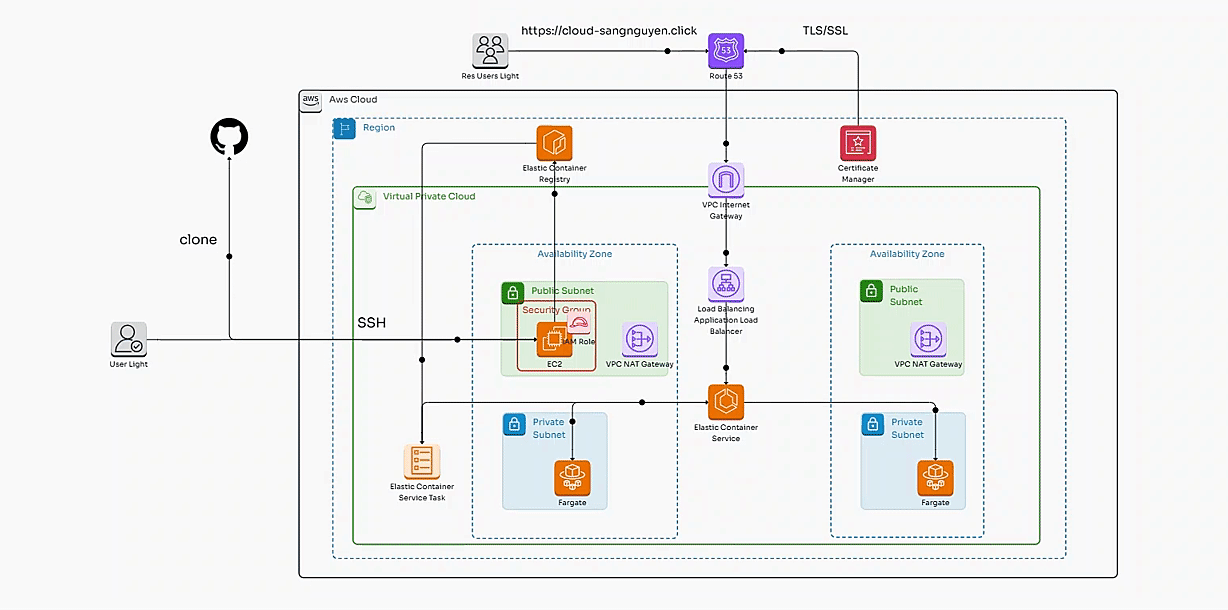 https://cloud-sangnguyen.click
TLS/SSL
53
Res Users Light
Route 53
aws
Aws Cloud
Region
Elastic Container
Registry
Certificate
Manager
Virtual Private Cloud
VPC Internet
Gateway
clone
Availability Zone
Availability Zone
Public Subnet
Public
Subnet
Security Group
Load Balancing
Application Load
Balancer
SSH
IAM Role
User Light
EC2
VPC NAT Gateway
VPC NAT Gateway
Private
Subnet
Elastic Container
Service
Private
Subnet
Elastic Container
Service Task
Fargate
Fargate